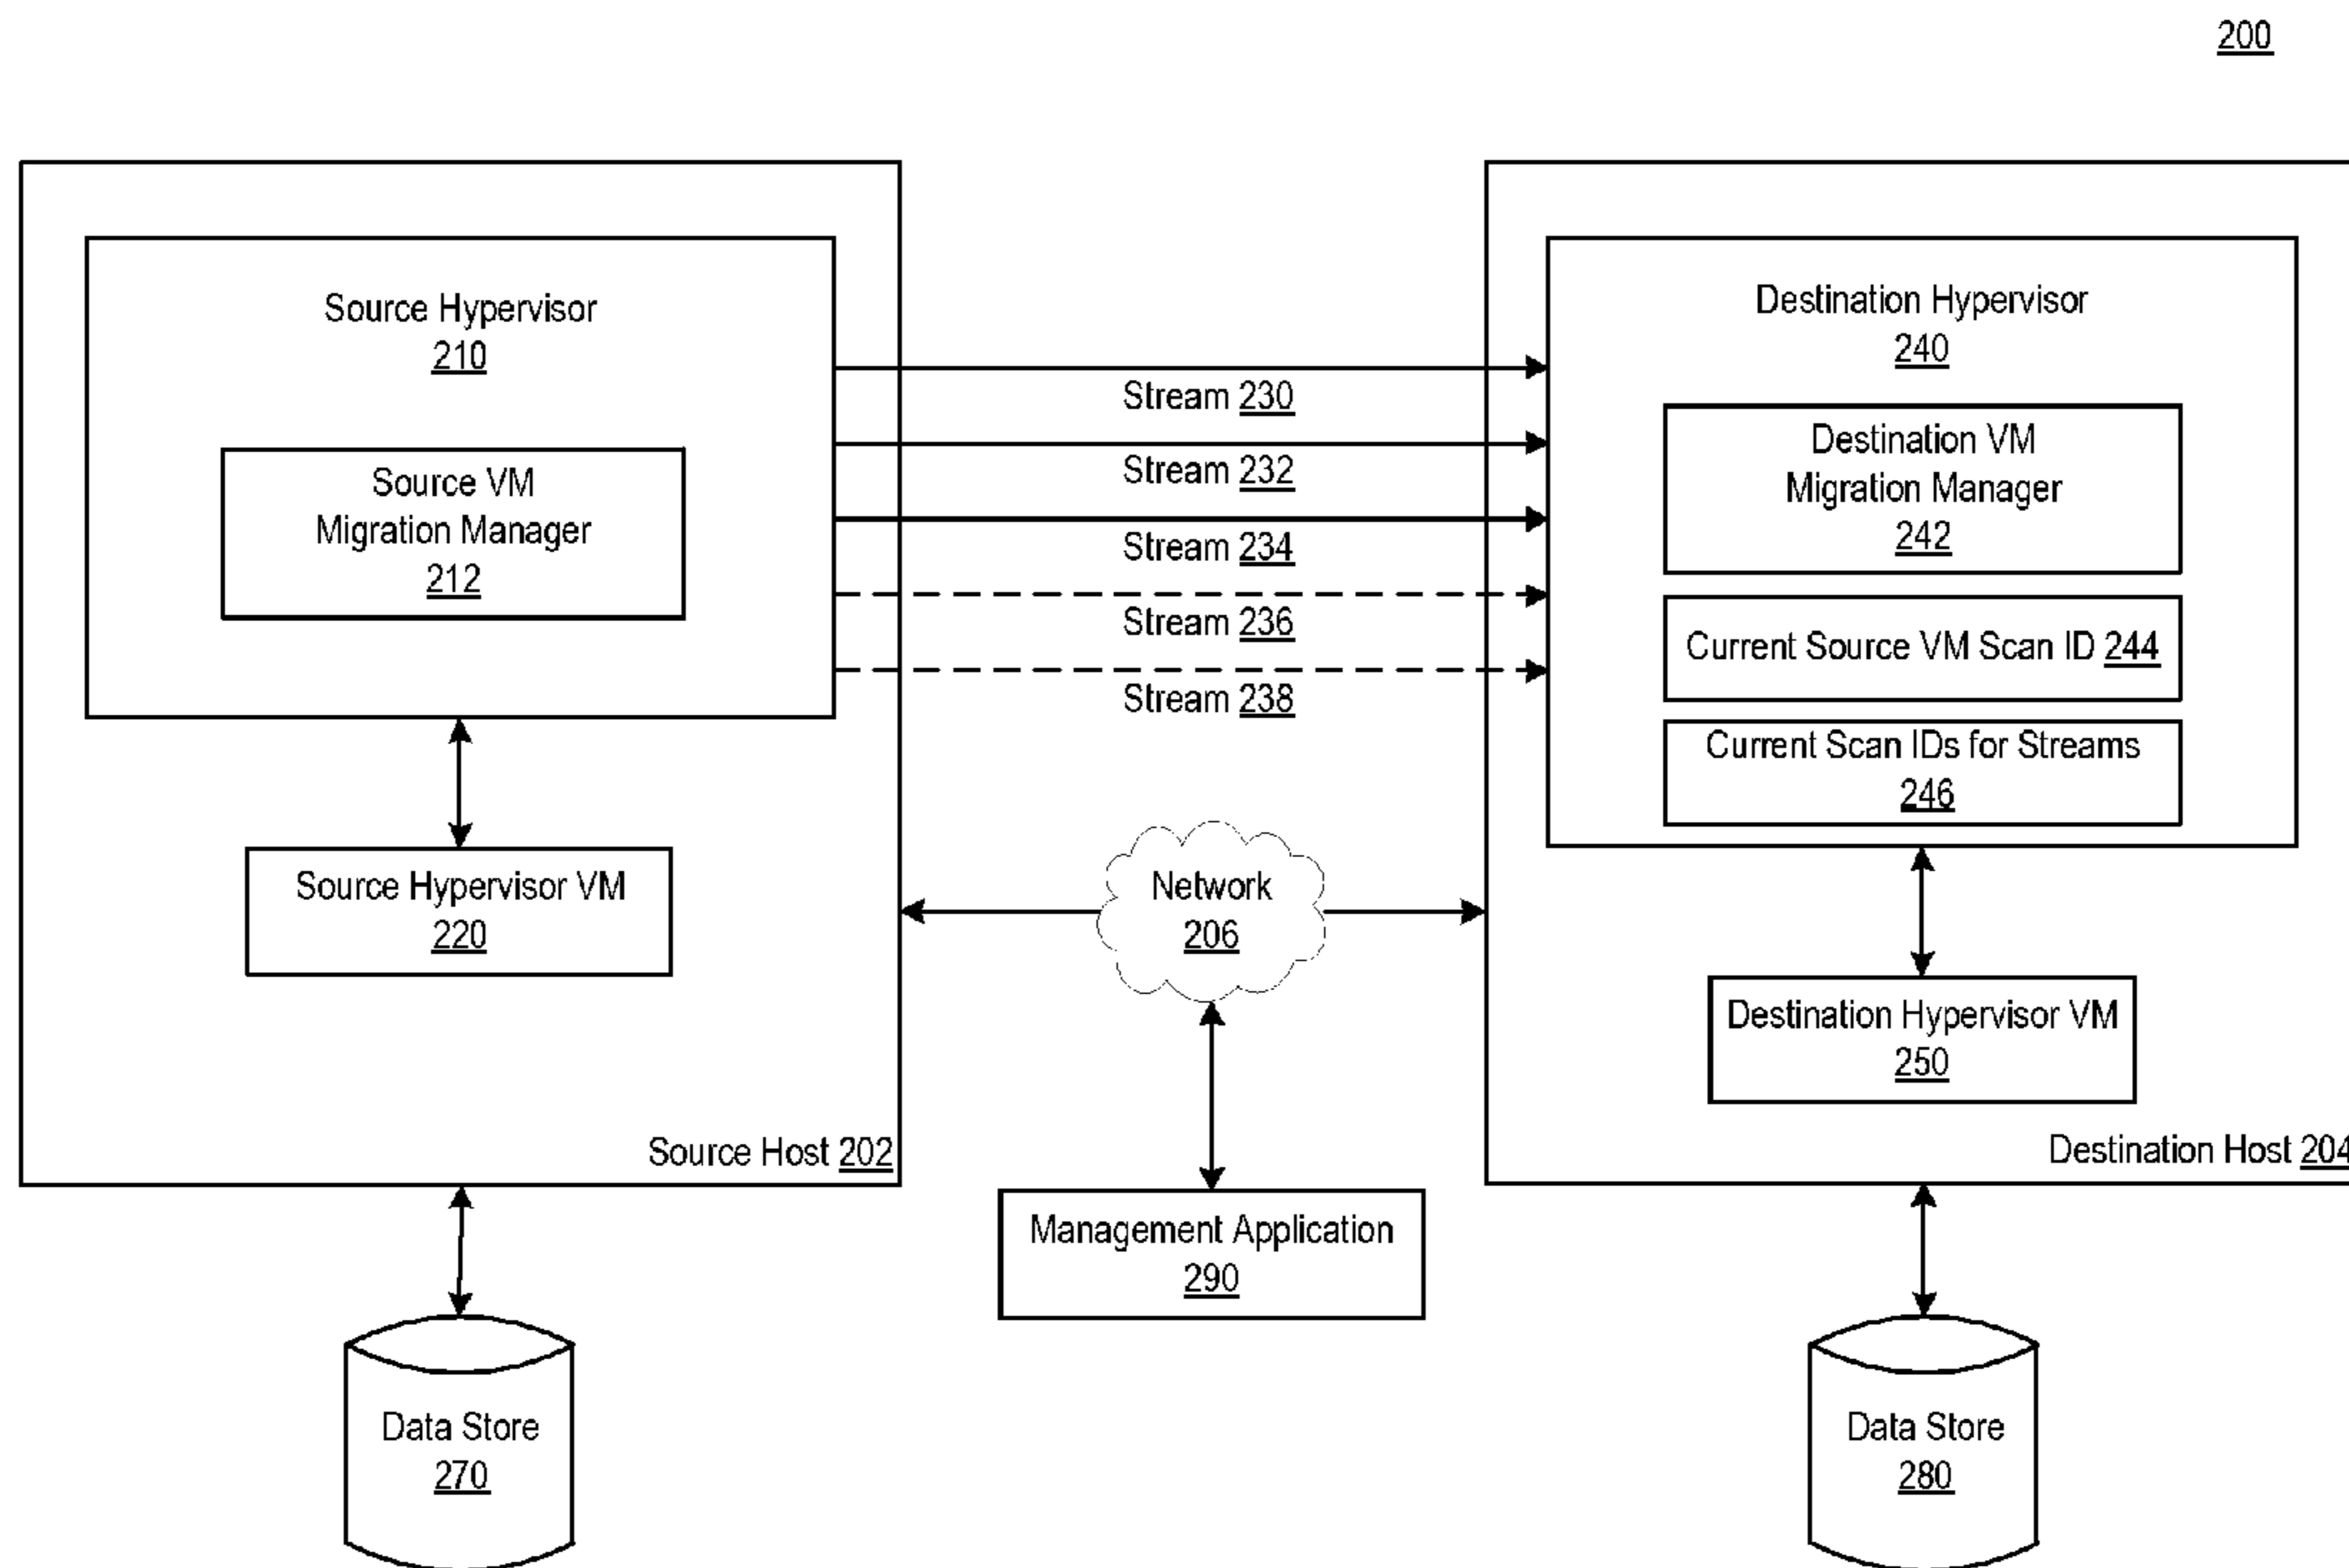 200
Source Hypervisor
210
Source VM
Migration Manager
212
Source Hypervisor VM
220
Source Host 202
Data Store
270
Stream 230
Stream 232
Stream 234
Stream 236
Stream 238
Network
206
Management Application
290
Destination Hypervisor
240
Destination VM
Migration Manager
242
Current Source VM Scan ID 244
Current Scan IDs for Streams
246
Destination Hypervisor VM
250
Destination Host 204
Data Store
280